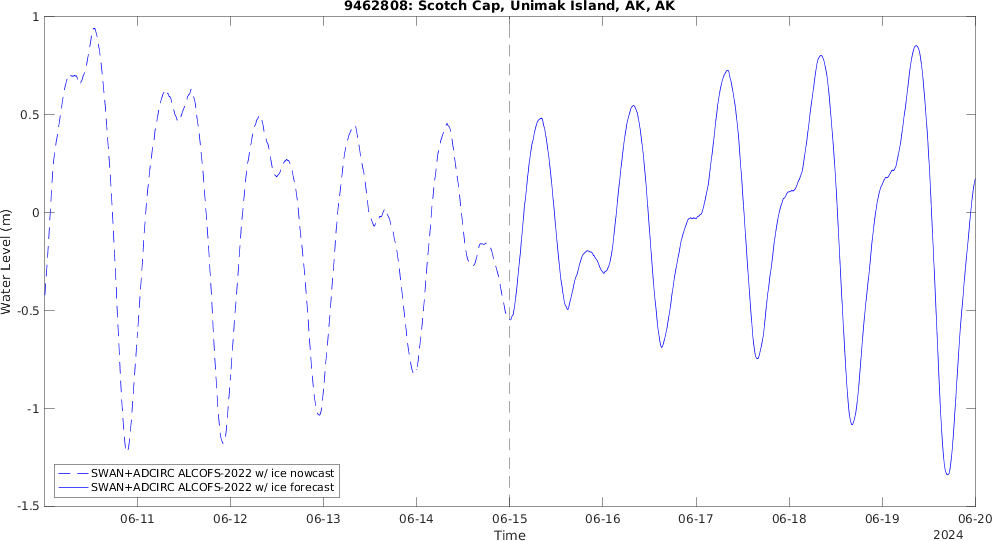 9462808: Scotch Cap, Unimak Island, AK, AK
Water Level (m)
1
0.5
0
-0.5
-1
-1.5
SWAN+ADCIRC ALCOFS-2022 w/ ice nowcast
SWAN+ADCIRC ALCOFS-2022 w/ ice forecast
06-11 06-12 06-13 06-14 06-15 06-16 06-17 06-18 06-19 06-20
Time
2024